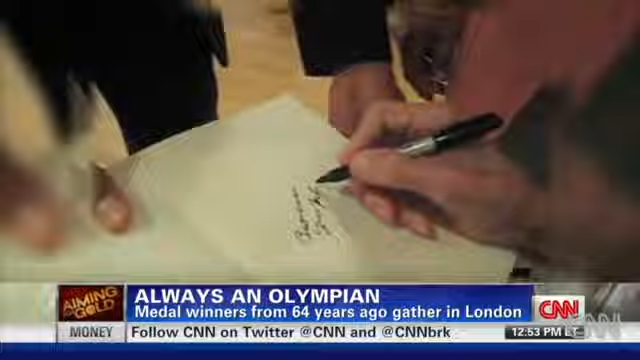 AIMING
GOLD
ALWAYS AN OLYMPIAN
Medal winners from 64 years ago gather in London
CNN
MONEY
Follow CNN on Twitter @CNN and @CNNbrk
12:53 PM ET
CNN